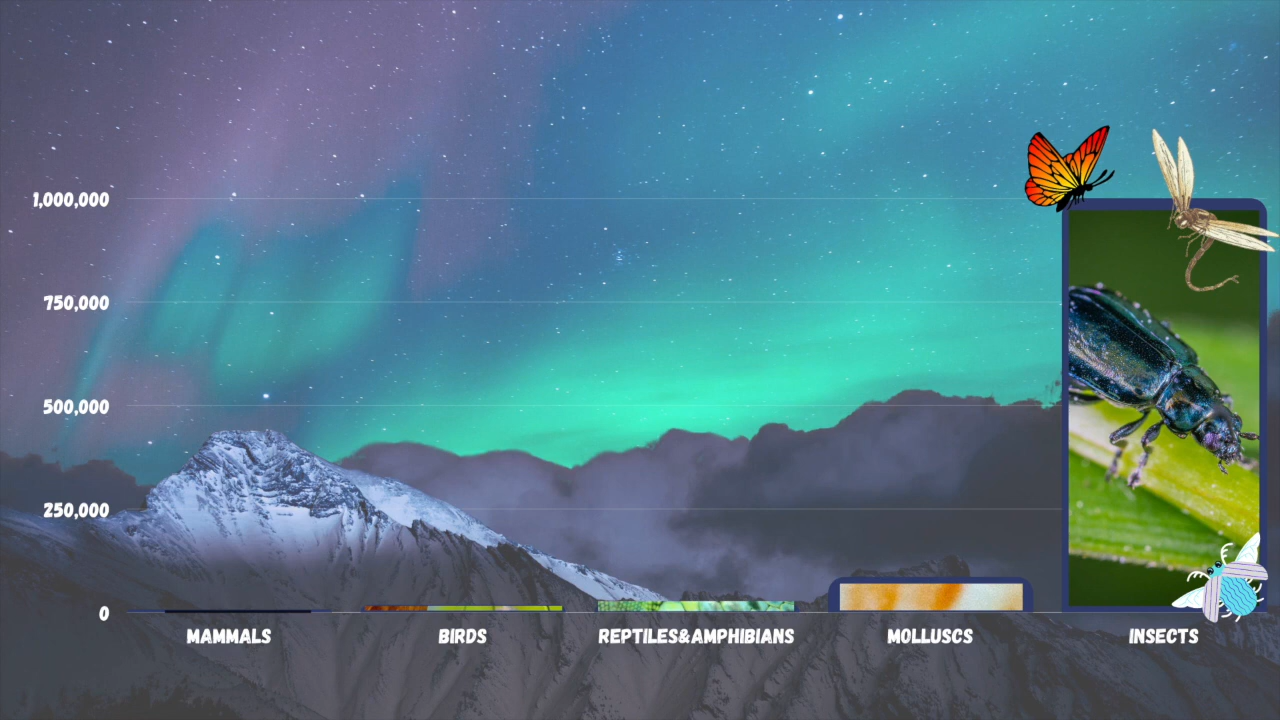 1,000,000
750,000
500,000
250,000
0
MAMMALS
BIRDS
REPTILES&AMPHIBIANS
MOLLUSCS
INSECTS